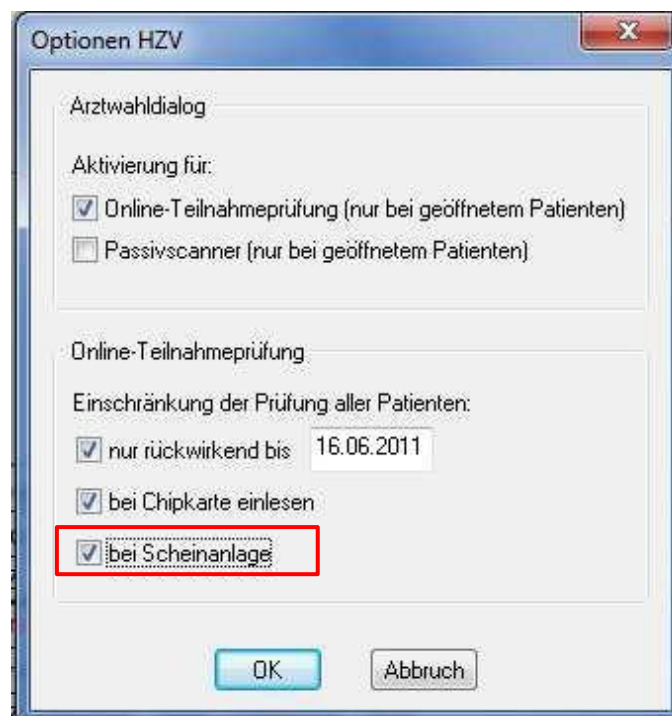 Optionen HZV
Arztwahldialog
Aktivierung für:
Online-Teilnahmeprüfung (nur bei geöffnetem Patienten)
Passivscanner (nur bei geöffnetem Patienten)
Online-Teilnahmeprüfung
Einschränkung der Prüfung aller Patienten:
nur rückwirkend bis 16.06.2011
bei Chipkarte einlesen
bei Scheinanlage
OK Abbruch